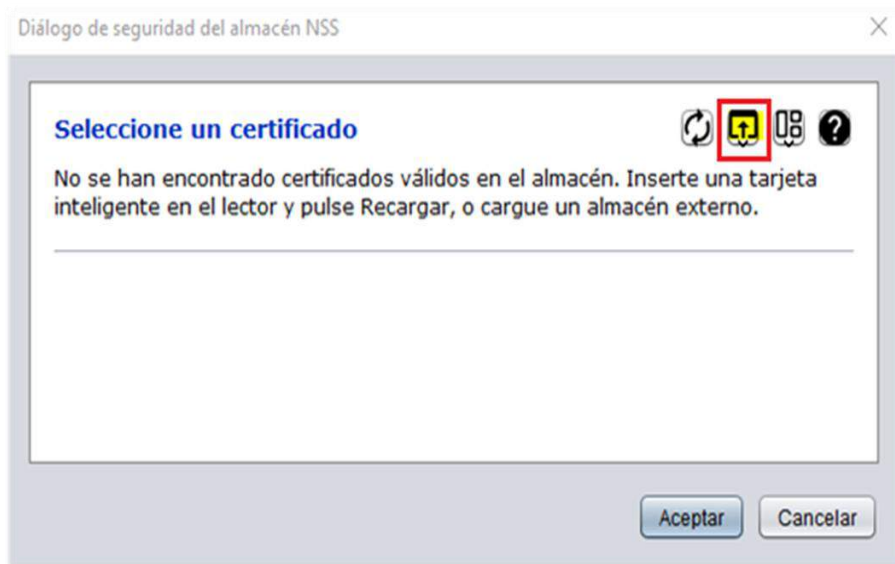 Diálogo de seguridad del almacén NSS
Seleccione un certificado
No se han encontrado certificados válidos en el almacén. Inserte una tarjeta
inteligente en el lector y pulse Recargar, o cargue un almacén externo.
Aceptar
Cancelar